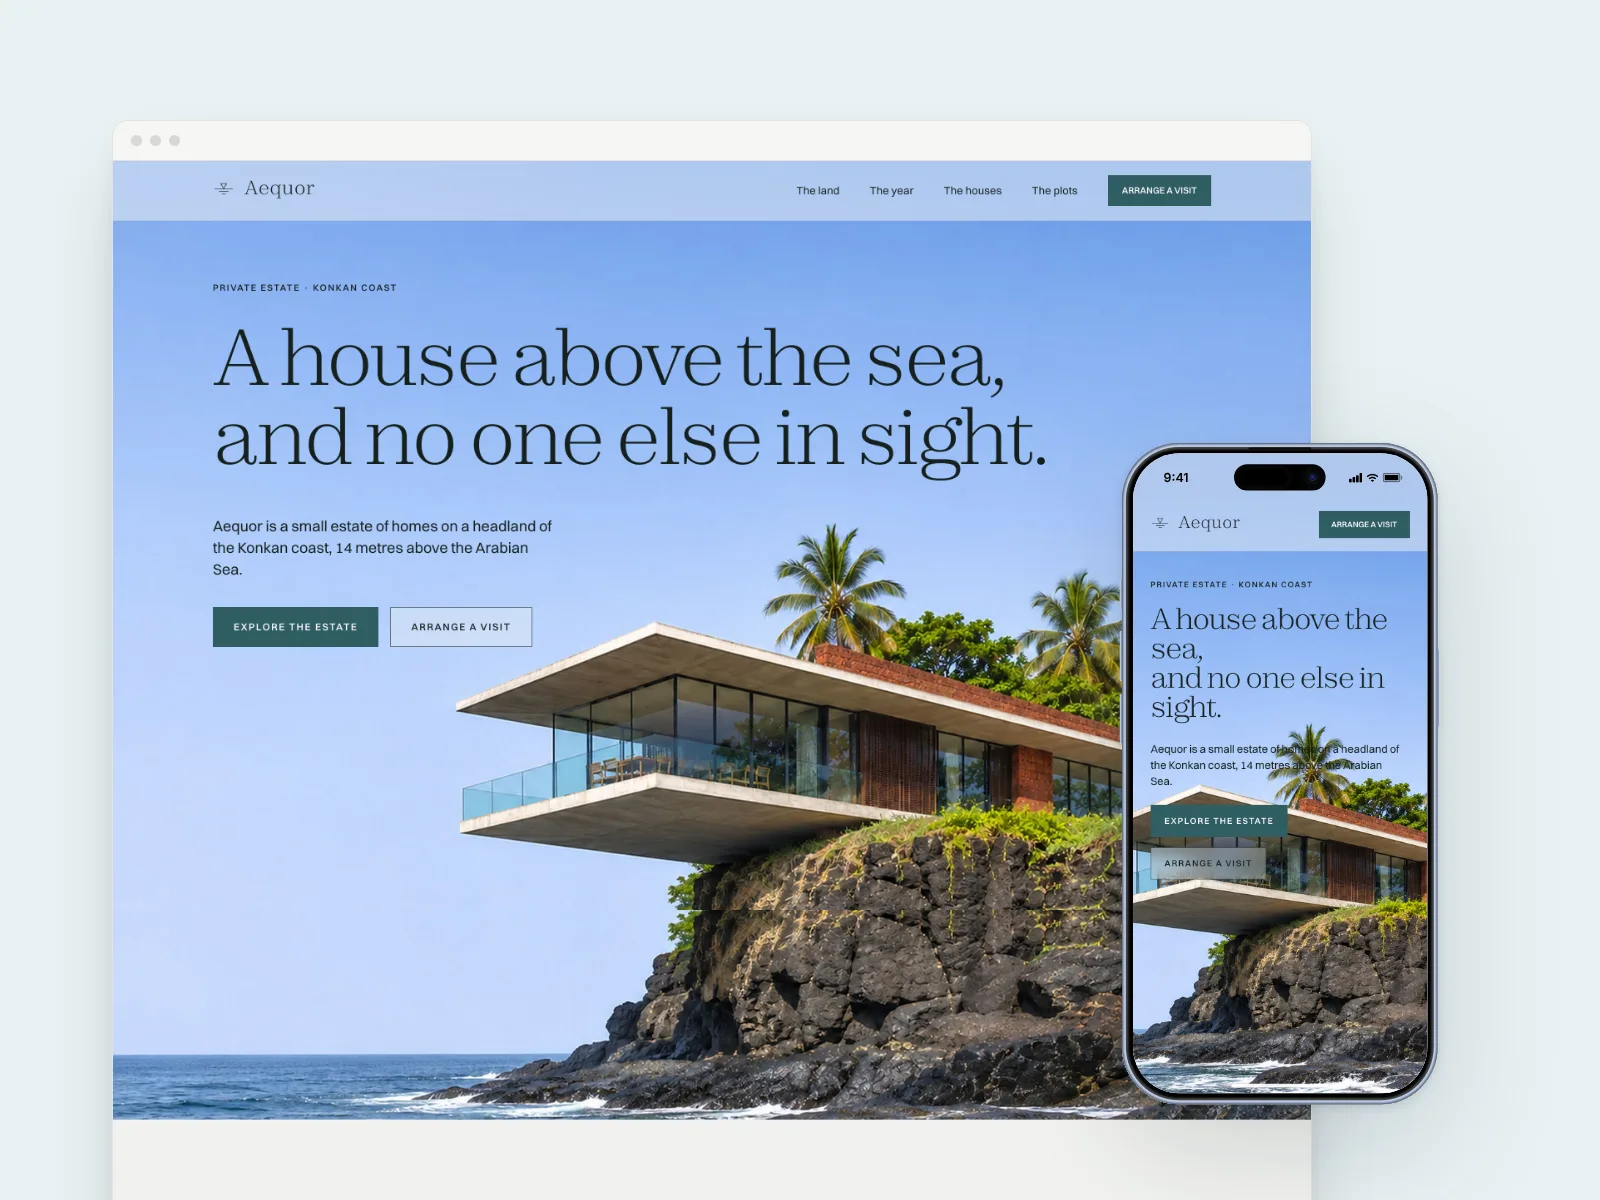 Aequor
The land
The year
The houses
The plots
ARRANGE A VISIT
PRIVATE ESTATE · KONKAN COAST
A house above the sea,
and no one else in sight.
Aequor is a small estate of homes on a headland of
the Konkan coast, 14 metres above the Arabian
Sea.
EXPLORE THE ESTATE
ARRANGE A VISIT
9:41
Aequor
ARRANGE A VISIT
PRIVATE ESTATE · KONKAN COAST
A house above the
sea,
and no one else in
sight.
Aequor is a small estate of homes on a headland of
the Konkan coast, 14 metres above the Arabian
Sea.
EXPLORE THE ESTATE
ARRANGE A VISIT